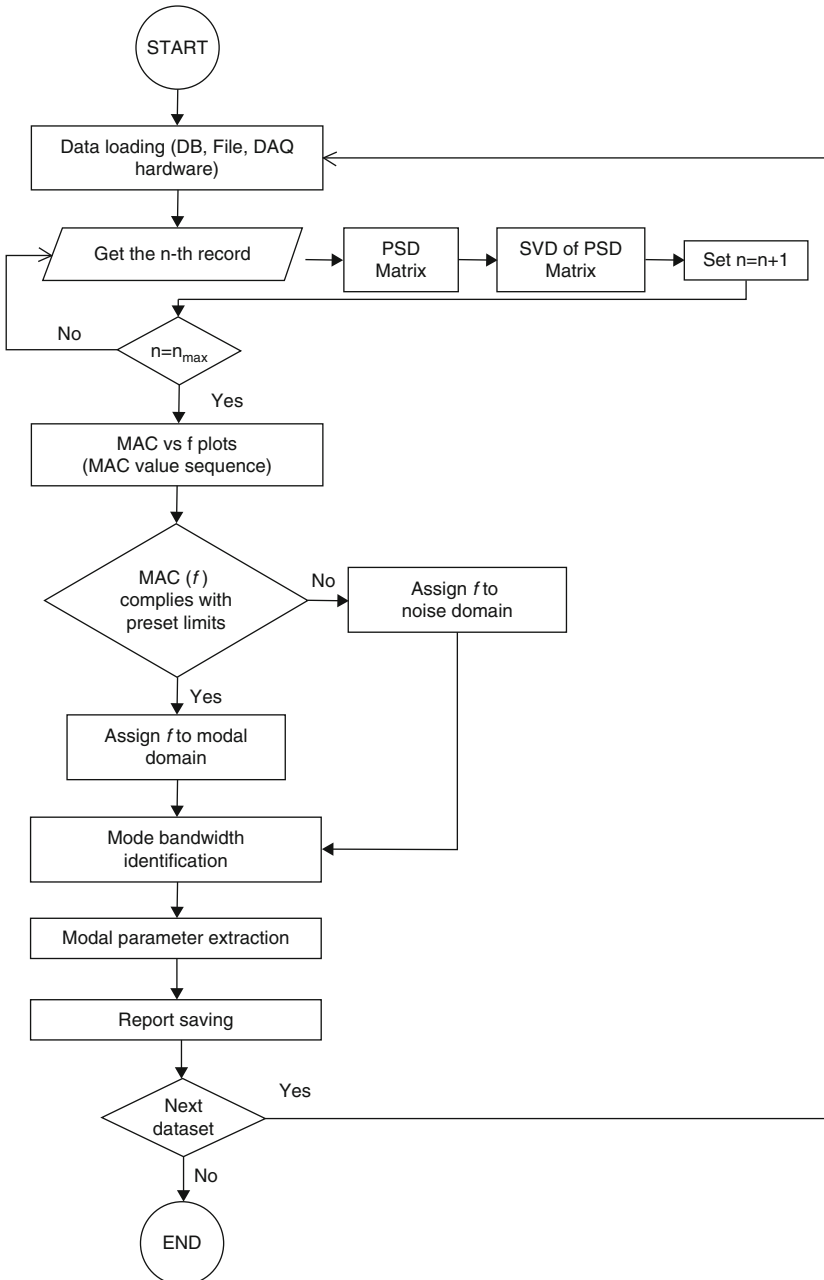 START
Data loading (DB, File, DAQ
hardware)
Get the n-th record
PSD
Matrix
SVD of PSD
Matrix
Set n=n+1
No
n=nmax
Yes
MAC vs f plots
(MAC value sequence)
MAC (f)
complies with
preset limits
No
Assign f to
noise domain
Yes
Assign f to modal
domain
Mode bandwidth
identification
Modal parameter extraction
Report saving
Next
dataset
Yes
No
END